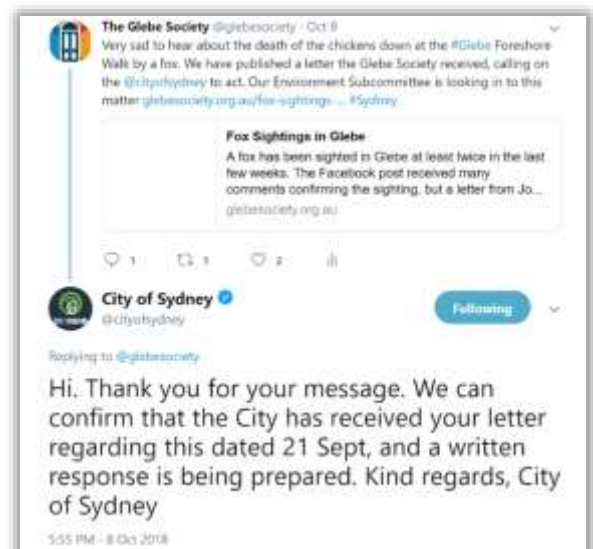 The Glebe Society @glebesociety · Oct 8
Very sad to hear about the death of the chickens down at the #Glebe Foreshore
Walk by a fox. We have published a letter the Glebe Society received, calling on
the @cityofsydney to act. Our Environment Subcommittee is looking in to this
matter glebesociety.org.au/fox-sightings-... #Sydney
Fox Sightings in Glebe
A fox has been sighted in Glebe at least twice in the last
few weeks. The Facebook post received many
comments confirming the sighting, but a letter from Jo...
glebesociety.org.au
1 1 2
City of Sydney
@cityofsydney
Following
Replying to @glebesociety
Hi. Thank you for your message. We can
confirm that the City has received your letter
regarding this dated 21 Sept, and a written
response is being prepared. Kind regards, City
of Sydney
5:55 PM - 8 Oct 2018